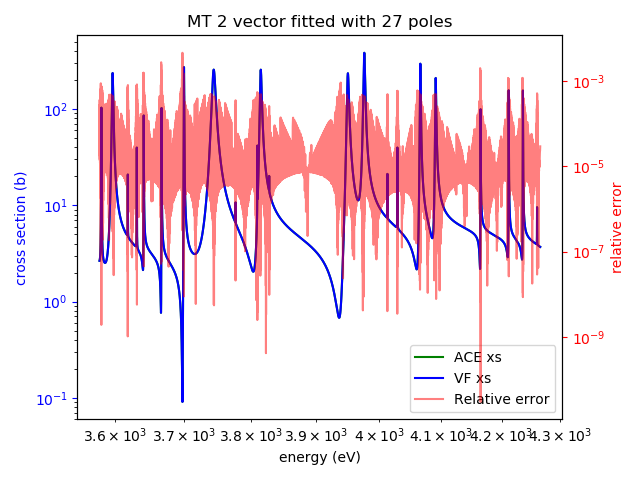 MT 2 vector fitted with 27 poles
cross section (b)
10²
10¹
10⁰
10⁻¹
10⁻³
10⁻⁵
10⁻⁷
10⁻⁹
relative error
ACE xs
VF xs
Relative error
3.6 × 10³ 3.7 × 10³ 3.8 × 10³ 3.9 × 10³ 4 × 10³ 4.1 × 10³ 4.2 × 10³ 4.3 × 10³
energy (eV)